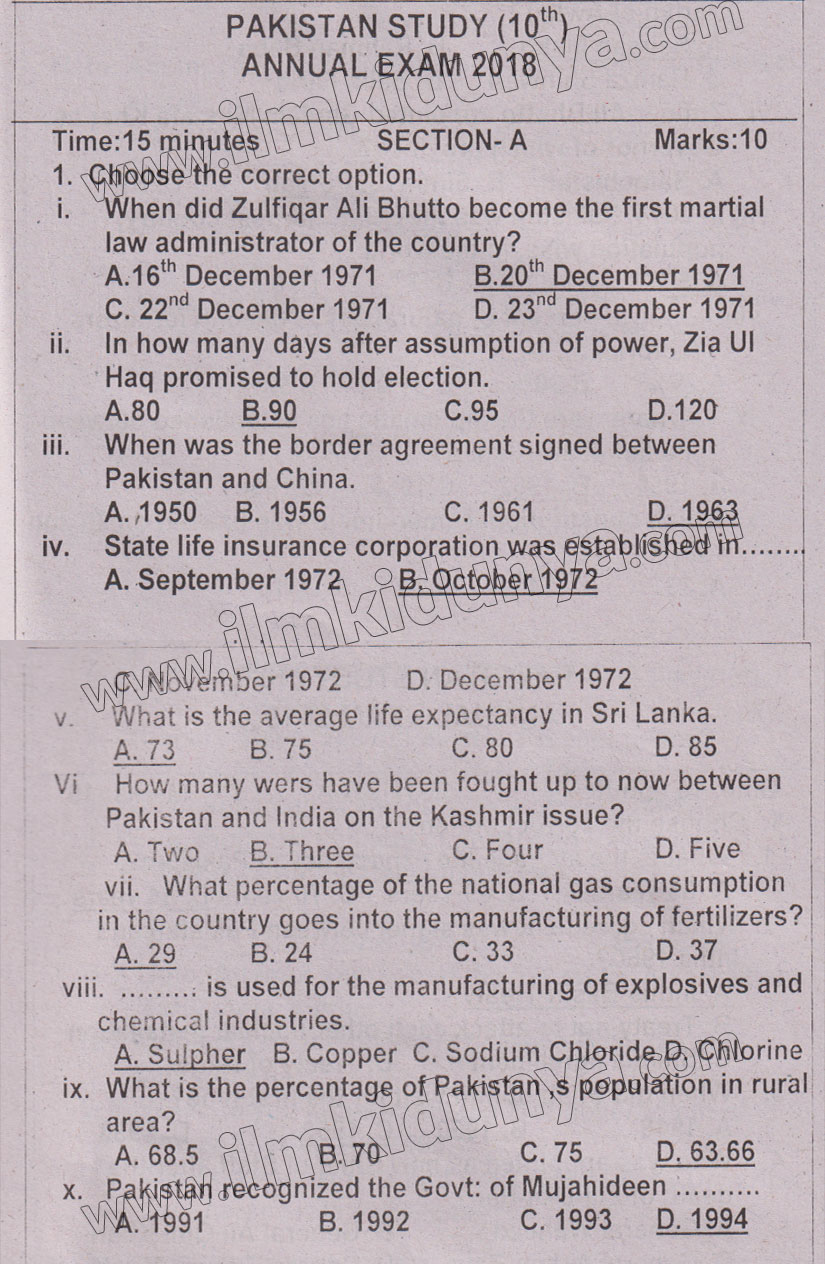 PAKISTAN STUDY (10th)
ANNUAL EXAM 2018
Time:15 minutes SECTION- A Marks:10
1. Choose the correct option.
i. When did Zulfiqar Ali Bhutto become the first martial
law administrator of the country?
A.16th December 1971 B.20th December 1971
C. 22nd December 1971 D. 23nd December 1971
ii. In how many days after assumption of power, Zia Ul
Haq promised to hold election.
A.80 B.90 C.95 D.120
iii. When was the border agreement signed between
Pakistan and China.
A. 1950 B. 1956 C. 1961 D. 1963
iv. State life insurance corporation was established in........
A. September 1972 B. October 1972
C. November 1972 D. December 1972
v. What is the average life expectancy in Sri Lanka.
A. 73 B. 75 C. 80 D. 85
Vi How many wers have been fought up to now between
Pakistan and India on the Kashmir issue?
A. Two B. Three C. Four D. Five
vii. What percentage of the national gas consumption
in the country goes into the manufacturing of fertilizers?
A. 29 B. 24 C. 33 D. 37
viii. ......... is used for the manufacturing of explosives and
chemical industries.
A. Sulpher B. Copper C. Sodium Chloride D. Chlorine
ix. What is the percentage of Pakistan ,s population in rural
area?
A. 68.5 B. 70 C. 75 D. 63.66
x. Pakistan recognized the Govt: of Mujahideen ..........
A. 1991 B. 1992 C. 1993 D. 1994
www.ilmkidunya.com
www.ilmkidunya.com
www.ilmkidunya.com